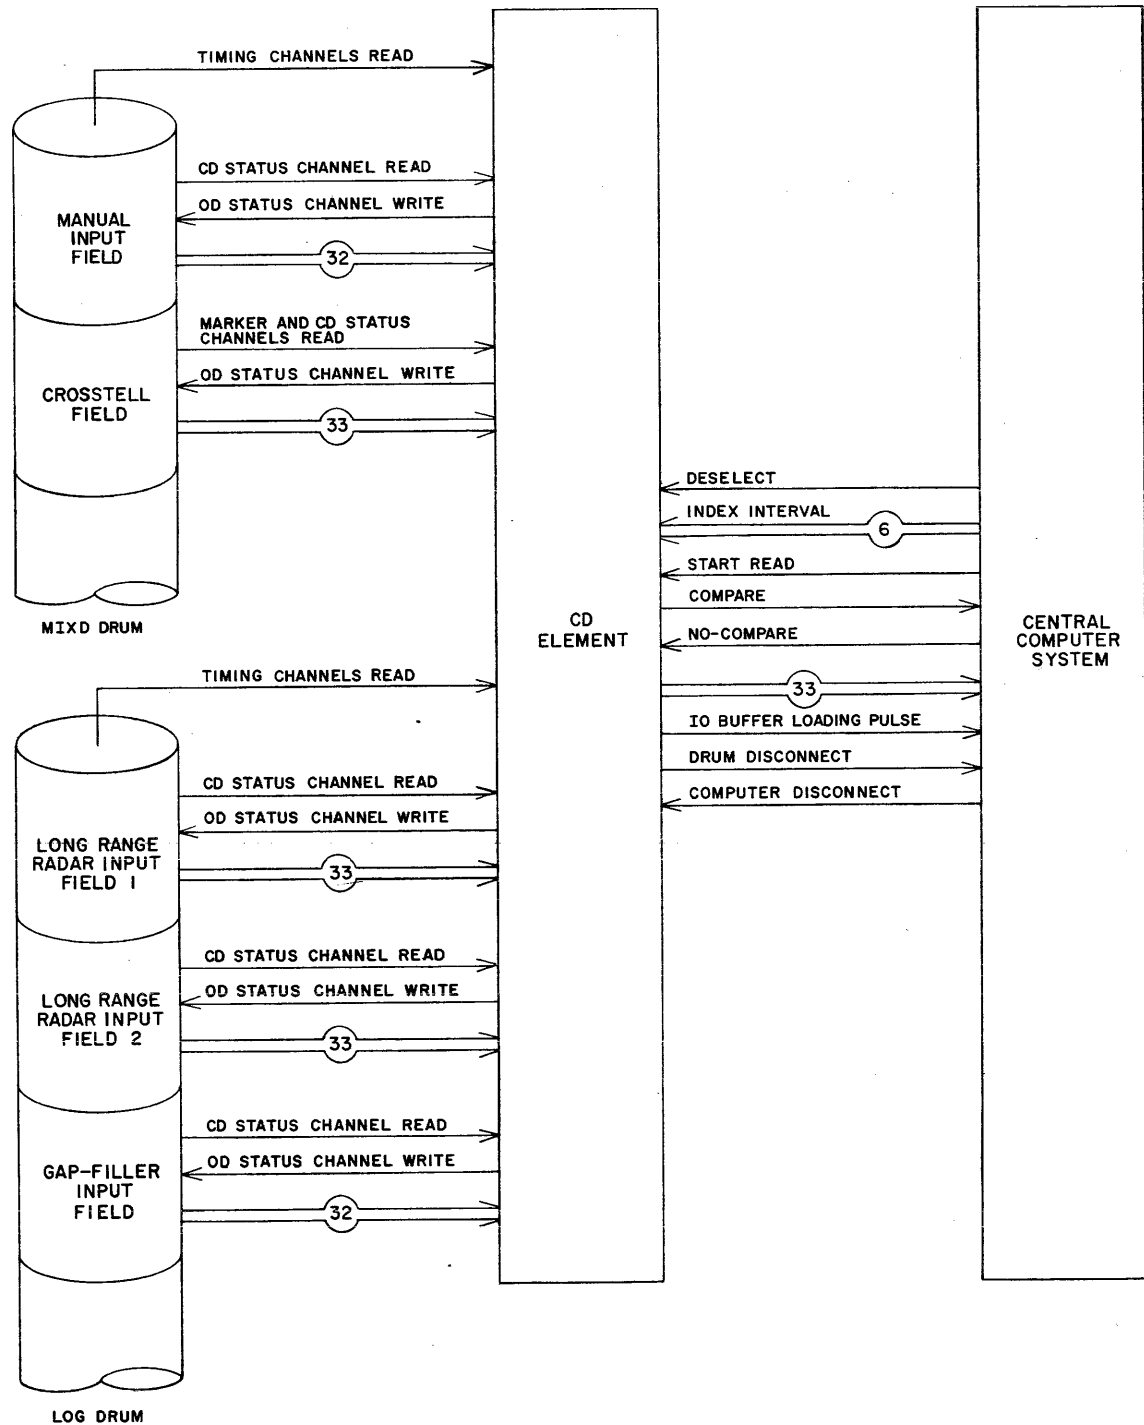 TIMING CHANNELS READ
CD STATUS CHANNEL READ
OD STATUS CHANNEL WRITE
MANUAL
INPUT
FIELD
32
MARKER AND CD STATUS
CHANNELS READ
OD STATUS CHANNEL WRITE
CROSSTELL
FIELD
33
MIXD DRUM
TIMING CHANNELS READ
CD STATUS CHANNEL READ
OD STATUS CHANNEL WRITE
LONG RANGE
RADAR INPUT
FIELD 1
33
CD STATUS CHANNEL READ
OD STATUS CHANNEL WRITE
LONG RANGE
RADAR INPUT
FIELD 2
33
CD STATUS CHANNEL READ
OD STATUS CHANNEL WRITE
GAP-FILLER
INPUT
FIELD
32
LOG DRUM
CD
ELEMENT
DESELECT
INDEX INTERVAL
6
START READ
COMPARE
NO-COMPARE
33
IO BUFFER LOADING PULSE
DRUM DISCONNECT
COMPUTER DISCONNECT
CENTRAL
COMPUTER
SYSTEM